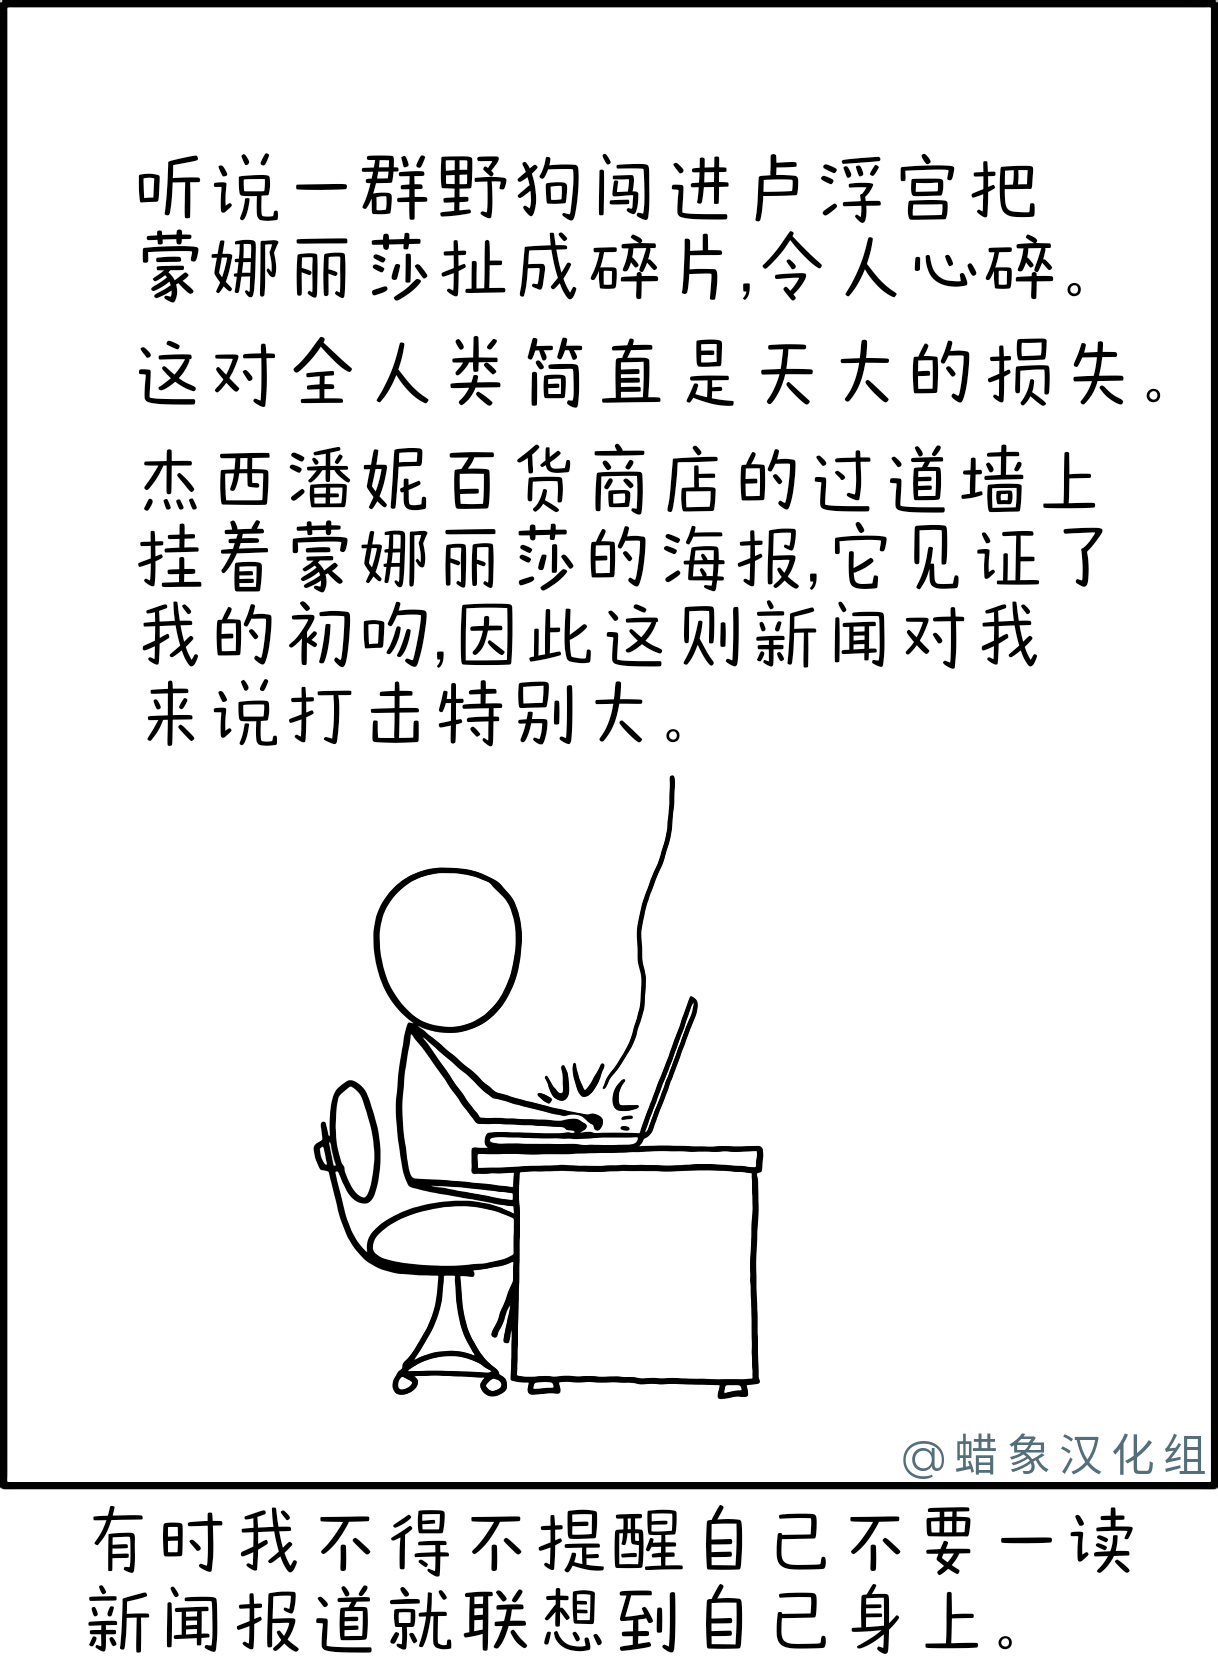 听说一群野狗闯进卢浮宫把
蒙娜丽莎扯成碎片,令人心碎。
这对全人类简直是天大的损失。
杰西潘妮百货商店的过道墙上
挂着蒙娜丽莎的海报,它见证了
我的初吻,因此这则新闻对我
来说打击特别大。
@蜡象汉化组
有时我不得不提醒自己不要一读
新闻报道就联想到自己身上。